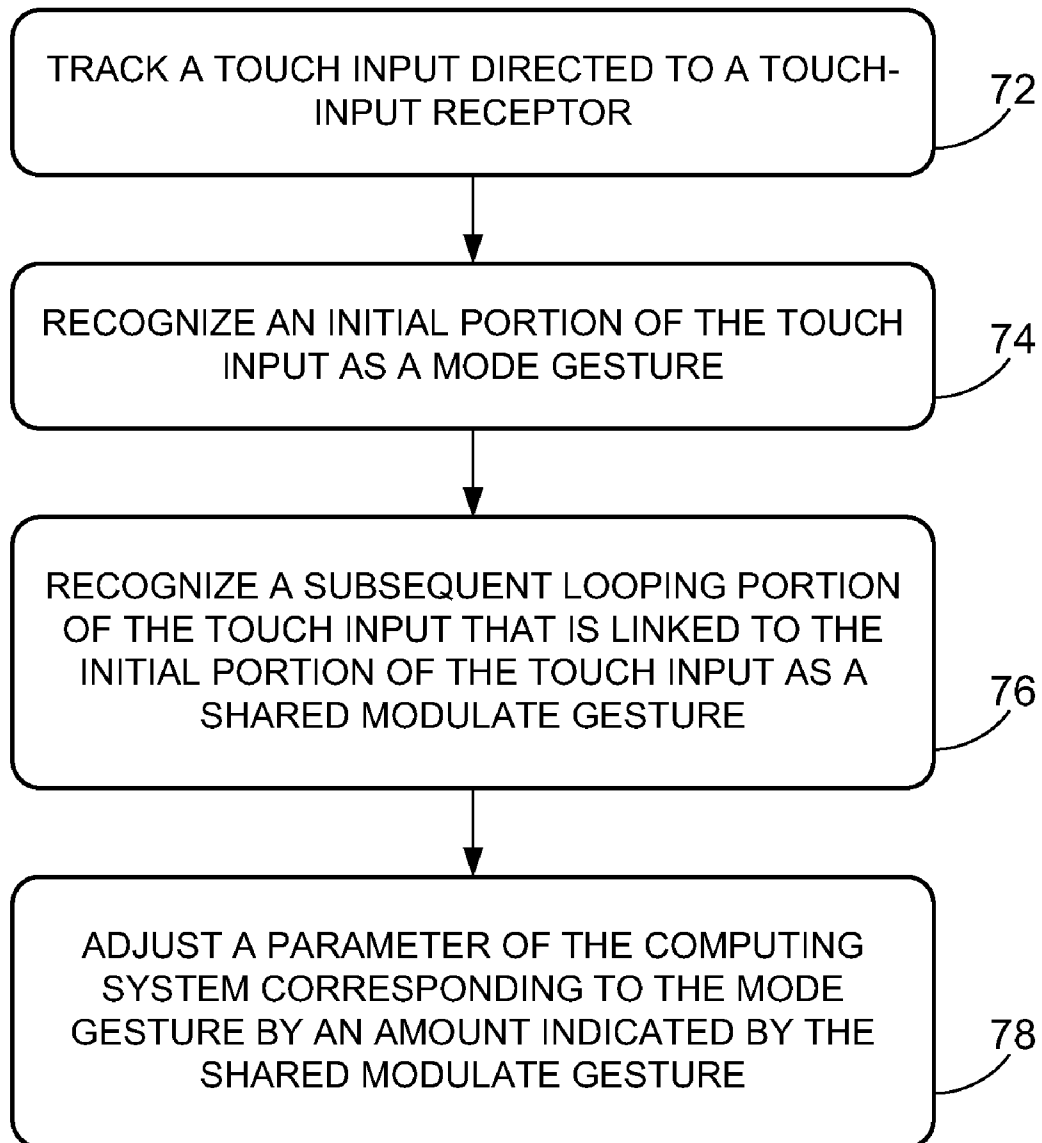 TRACK A TOUCH INPUT DIRECTED TO A TOUCH-
INPUT RECEPTOR
72
RECOGNIZE AN INITIAL PORTION OF THE TOUCH
INPUT AS A MODE GESTURE
74
RECOGNIZE A SUBSEQUENT LOOPING PORTION
OF THE TOUCH INPUT THAT IS LINKED TO THE
INITIAL PORTION OF THE TOUCH INPUT AS A
SHARED MODULATE GESTURE
76
ADJUST A PARAMETER OF THE COMPUTING
SYSTEM CORRESPONDING TO THE MODE
GESTURE BY AN AMOUNT INDICATED BY THE
SHARED MODULATE GESTURE
78